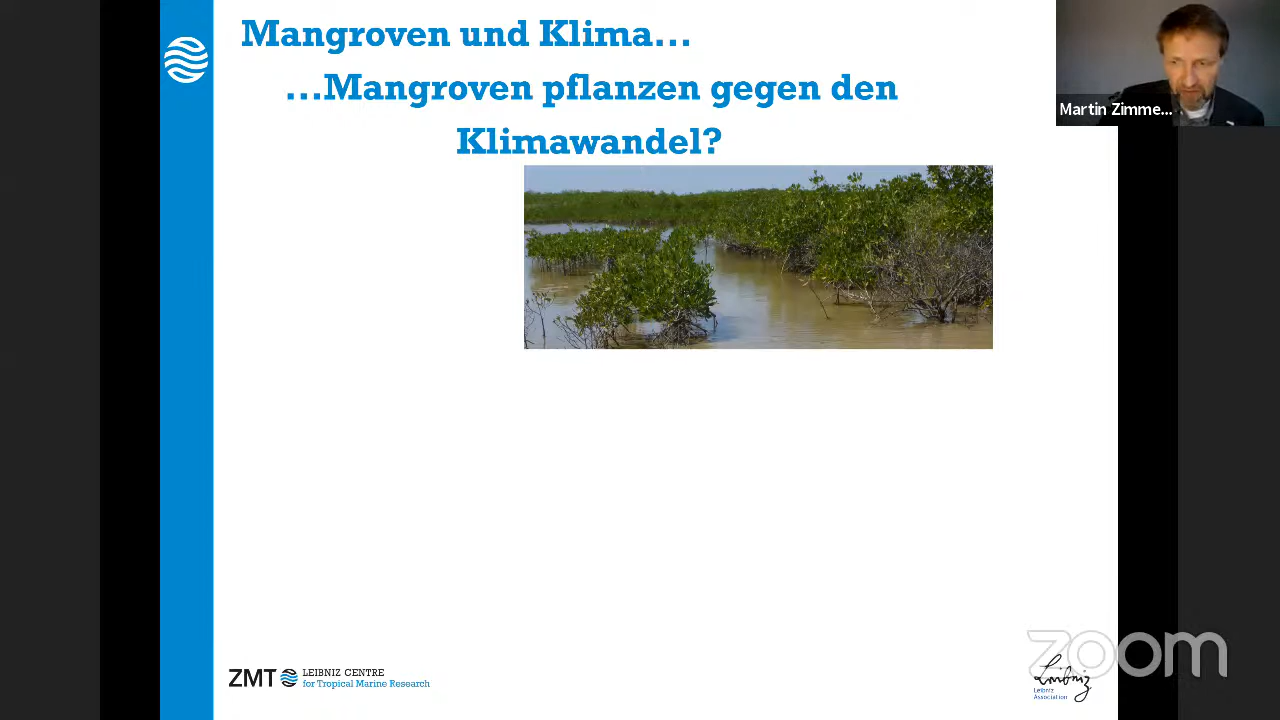 Mangroven und Klima...
...Mangroven pflanzen gegen den
Klimawandel?
Martin Zimme...
ZMT
LEIBNIZ CENTRE
for Tropical Marine Research
zoom
Leibniz
Leibniz
Association